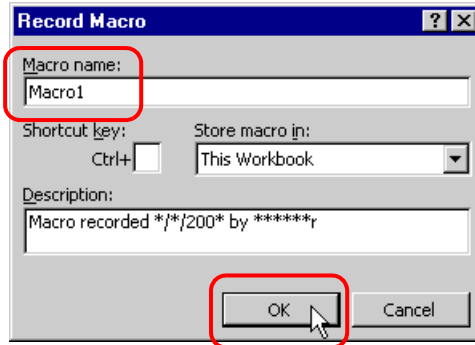 Record Macro
Macro name:
Macro1
Shortcut key: Store macro in:
Ctrl+ This Workbook
Description:
Macro recorded */*/200* by ******r
OK Cancel